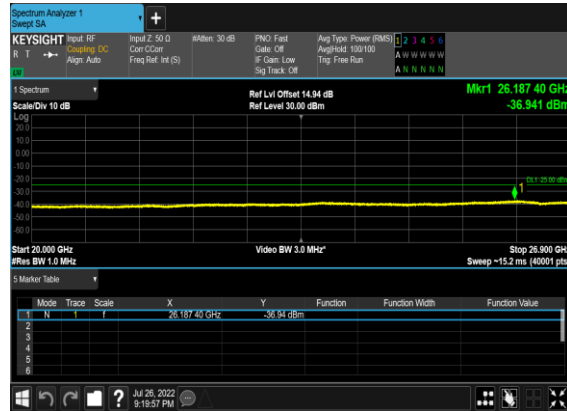 Spectrum Analyzer 1
Swept SA
+
KEYSIGHT Input: RF Input Z: 50 Ω #Atten: 30 dB PNO: Fast Avg Type: Power (RMS) 1 2 3 4 5 6
R T Coupling: DC Corr CCorr Gate: Off Avg|Hold: 100/100 A W W W W W
Align: Auto Freq Ref: Int (S) IF Gain: Low Trig: Free Run A N N N N N
Sig Track: Off
1 Spectrum Ref Lvl Offset 14.94 dB Mkr1 26.187 40 GHz
Scale/Div 10 dB Ref Level 30.00 dBm -36.941 dBm
Log
20.0
10.0
0.00
-10.0
-20.0
DL1 -25.00 dBm
1
-30.0
-40.0
-50.0
-60.0
Start 20.000 GHz Video BW 3.0 MHz* Stop 26.900 GHz
#Res BW 1.0 MHz Sweep ~15.2 ms (40001 pts)
5 Marker Table
Mode Trace Scale X Y Function Function Width Function Value
1 N 1 f 26.187 40 GHz -36.94 dBm
2
3
4
5
6
? Jul 26, 2022
9:19:57 PM